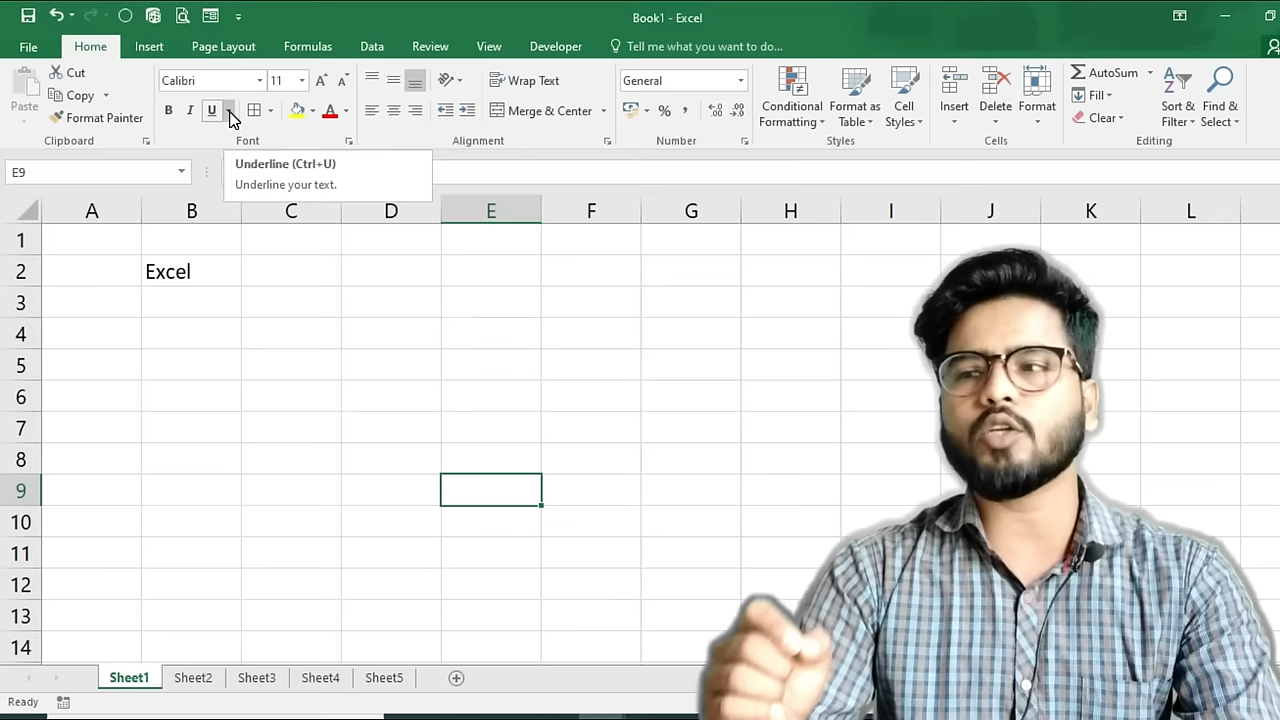 Book1 - Excel
File Home Insert Page Layout Formulas Data Review View Developer Tell me what you want to do...
Paste
Cut
Copy
Format Painter
Clipboard
Calibri 11
B I U
Font
Wrap Text
Merge & Center
Alignment
General
%
Number
Conditional Formatting
Format as Table
Cell Styles
Styles
Insert Delete Format
Cells
AutoSum
Fill
Clear
Sort & Filter
Find & Select
Editing
E9
Underline (Ctrl+U)
Underline your text.
A B C D E F G H I J K L
1
2 Excel
3
4
5
6
7
8
9
10
11
12
13
14
Sheet1 Sheet2 Sheet3 Sheet4 Sheet5
Ready